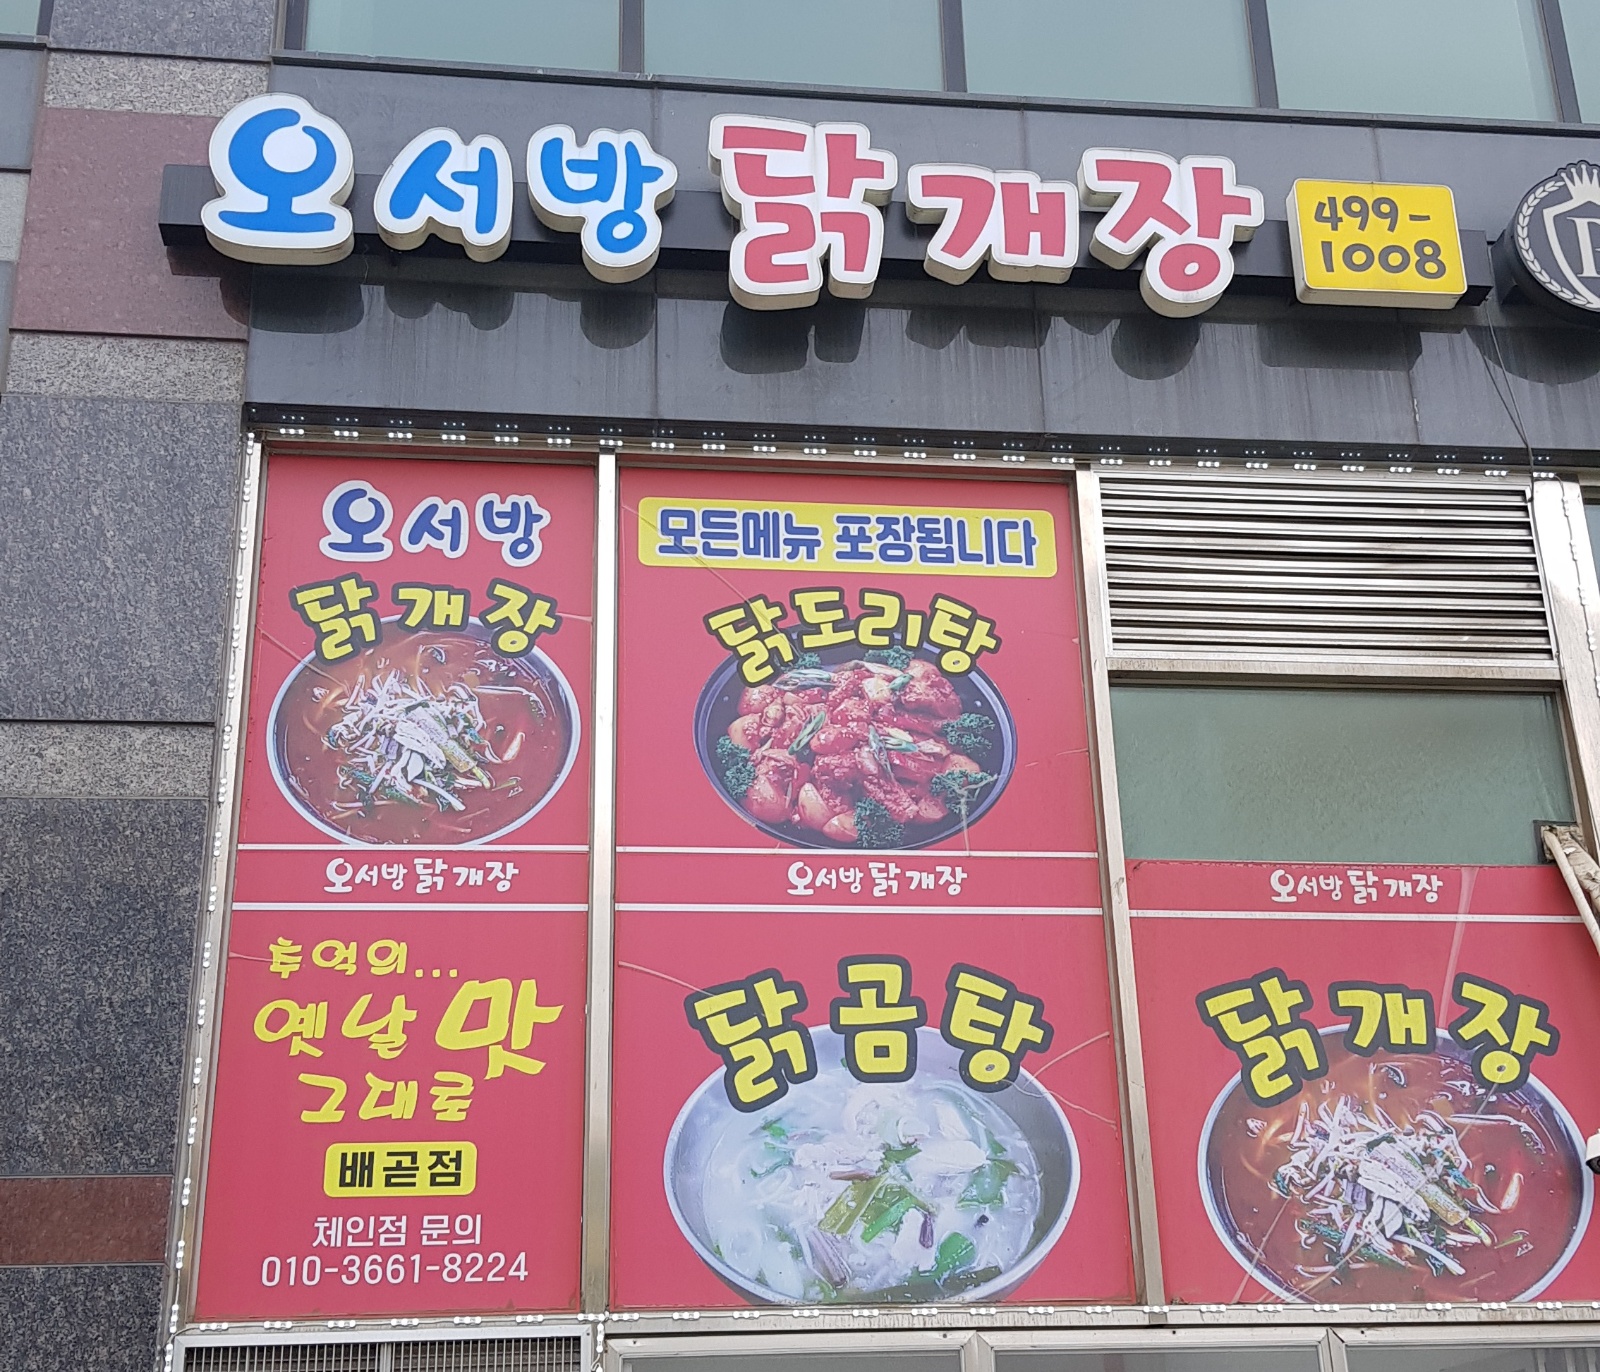 오서방 닭개장
499-
1008
오서방
닭개장
오서방 닭개장
추억의...
옛날 맛
그대로
배곧점
체인점 문의
010-3661-8224
모든메뉴 포장됩니다
닭도리탕
오서방 닭개장
닭곰탕
오서방 닭개장
닭개장